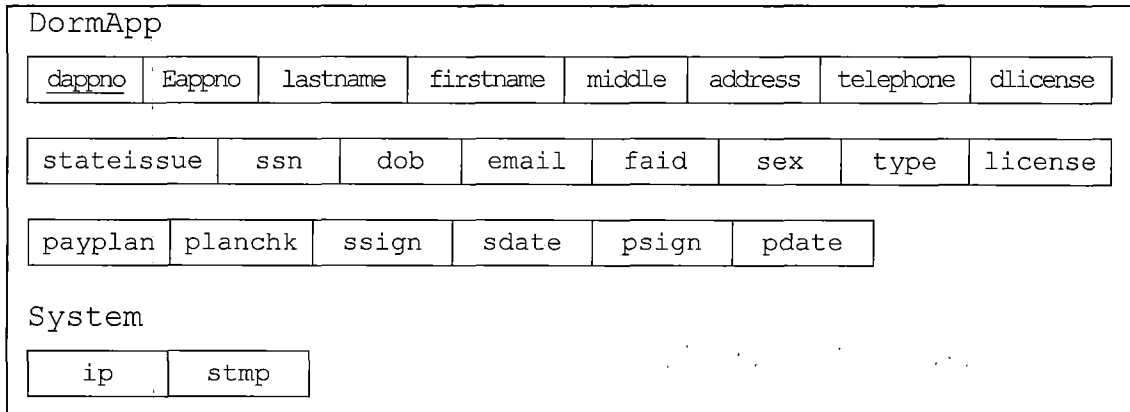 DormApp
dappno Eappno lastname firstname middle address telephone dlicense
stateissue ssn dob email faid sex type license
payplan planchk ssign sdate psign pdate
System
ip stmp